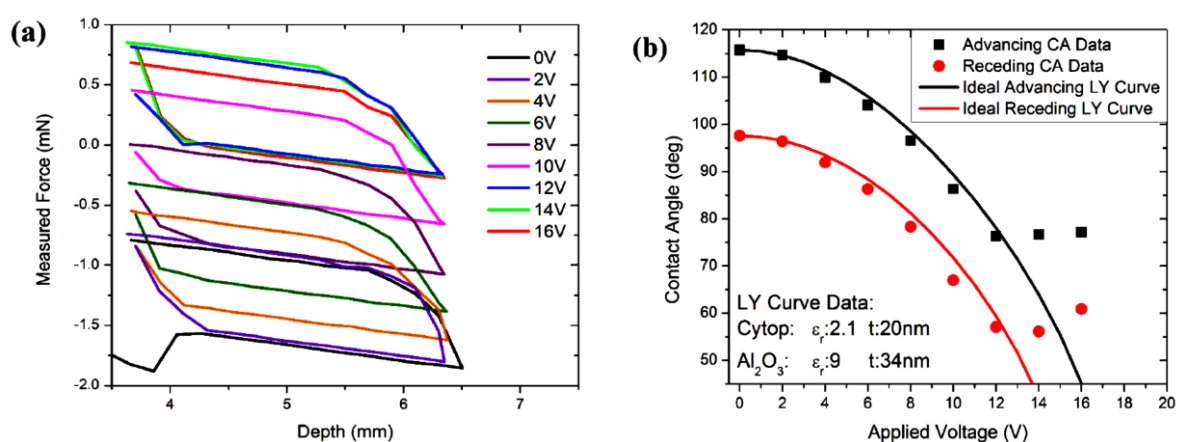 (a)
Measured Force (mN)
1.0
0.5
0.0
-0.5
-1.0
-1.5
-2.0
4
5
6
7
Depth (mm)
0V
2V
4V
6V
8V
10V
12V
14V
16V
(b)
Contact Angle (deg)
120
110
100
90
80
70
60
50
0
2
4
6
8
10
12
14
16
18
20
Applied Voltage (V)
Advancing CA Data
Receding CA Data
Ideal Advancing LY Curve
Ideal Receding LY Curve
LY Curve Data:
Cytop: εᵣ:2.1 t:20nm
Al₂O₃: εᵣ:9 t:34nm